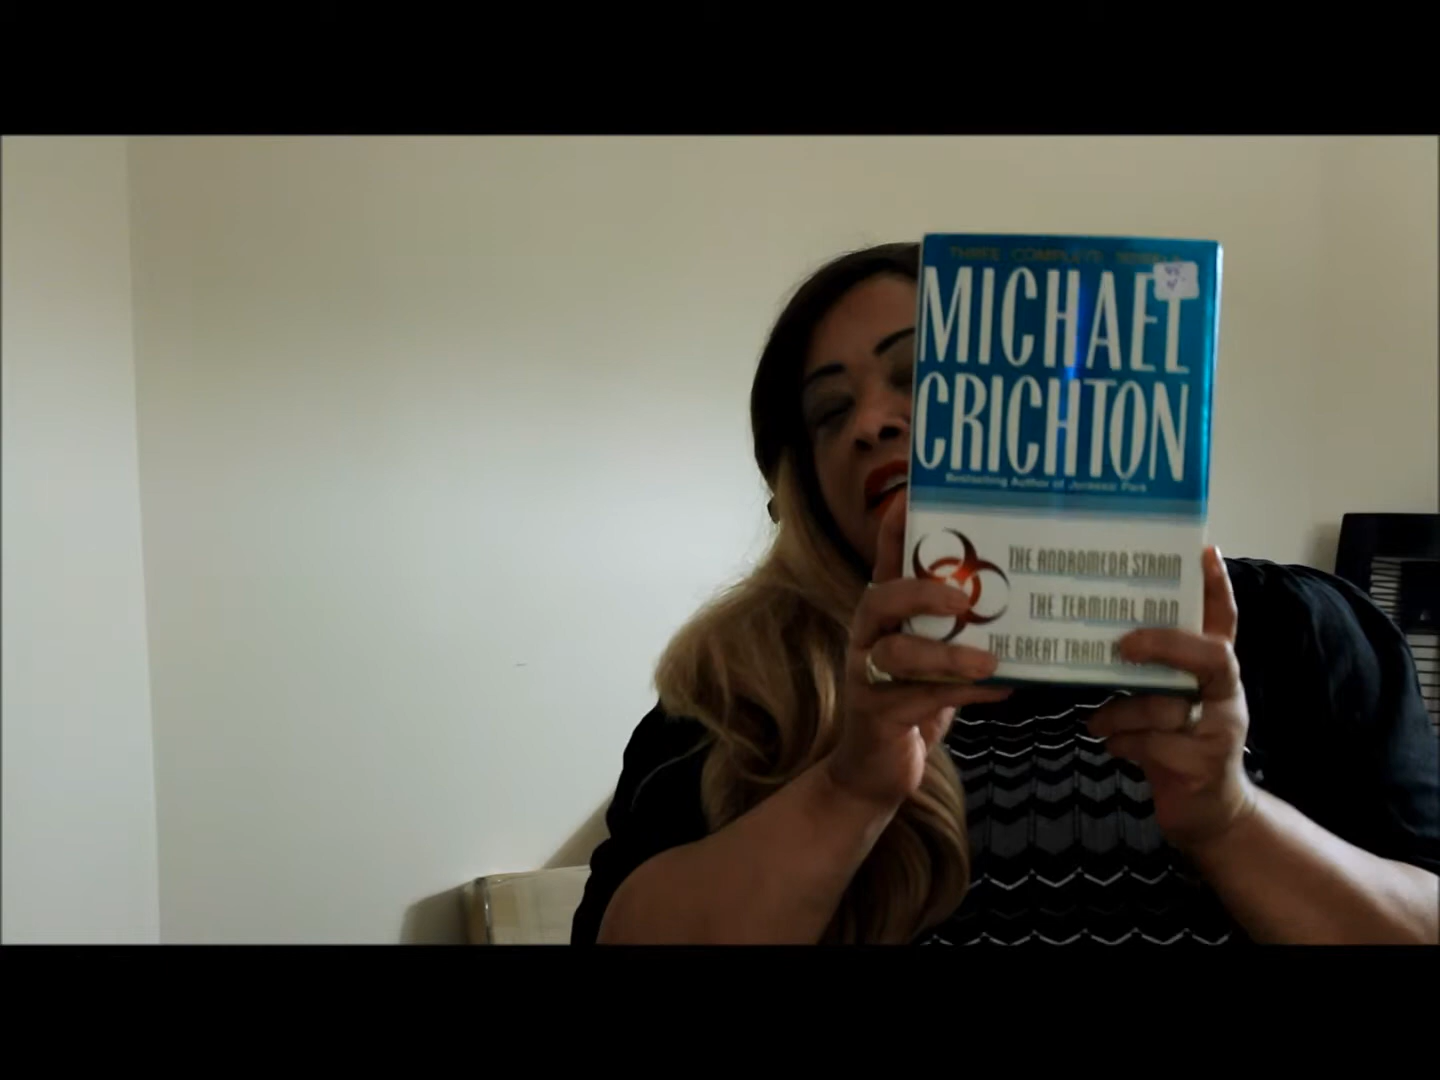 THREE COMPLETE NOVELS
MICHAEL
CRICHTON
Bestselling Author of Jurassic Park
THE ANDROMEDA STRAIN
THE TERMINAL MAN
THE GREAT TRAIN